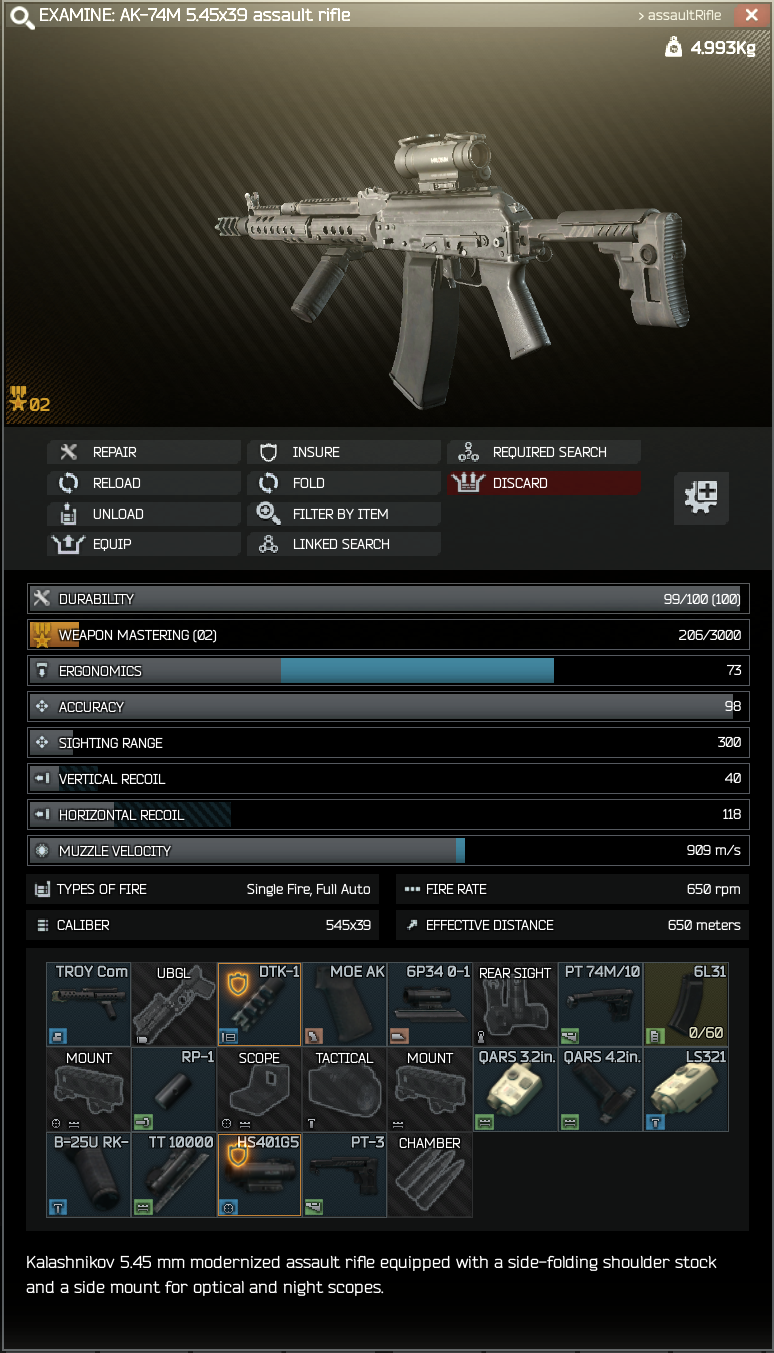 EXAMINE: AK-74M 5.45x39 assault rifle
> assaultRifle
4.993Kg
02
REPAIR
INSURE
REQUIRED SEARCH
RELOAD
FOLD
DISCARD
UNLOAD
FILTER BY ITEM
EQUIP
LINKED SEARCH
DURABILITY 99/100 (100)
WEAPON MASTERING (02) 206/3000
ERGONOMICS 73
ACCURACY 98
SIGHTING RANGE 300
VERTICAL RECOIL 40
HORIZONTAL RECOIL 118
MUZZLE VELOCITY 909 m/s
TYPES OF FIRE Single Fire, Full Auto
FIRE RATE 650 rpm
CALIBER 545x39
EFFECTIVE DISTANCE 650 meters
TROY Com UBGL DTK-1 MOE AK 6P34 0-1 REAR SIGHT PT 74M/10 6L31
0/60
MOUNT RP-1 SCOPE TACTICAL MOUNT QARS 3.2in. QARS 4.2in. LS321
B-25U RK- TT 10000 HS401G5 PT-3 CHAMBER
Kalashnikov 5.45 mm modernized assault rifle equipped with a side-folding shoulder stock
and a side mount for optical and night scopes.